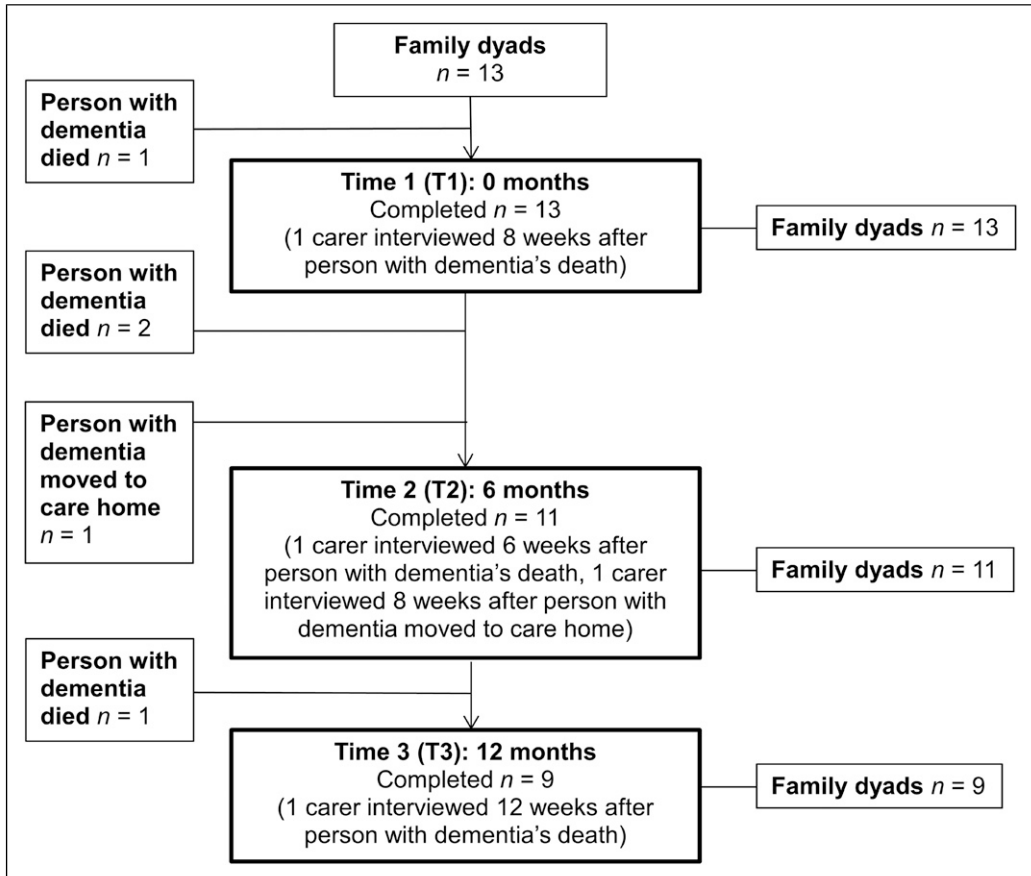 Family dyads
n = 13
Person with
dementia
died n = 1
Time 1 (T1): 0 months
Completed n = 13
(1 carer interviewed 8 weeks after
person with dementia’s death)
Family dyads n = 13
Person with
dementia
died n = 2
Person with
dementia
moved to
care home
n = 1
Time 2 (T2): 6 months
Completed n = 11
(1 carer interviewed 6 weeks after
person with dementia’s death, 1 carer
interviewed 8 weeks after person with
dementia moved to care home)
Family dyads n = 11
Person with
dementia
died n = 1
Time 3 (T3): 12 months
Completed n = 9
(1 carer interviewed 12 weeks after
person with dementia’s death)
Family dyads n = 9